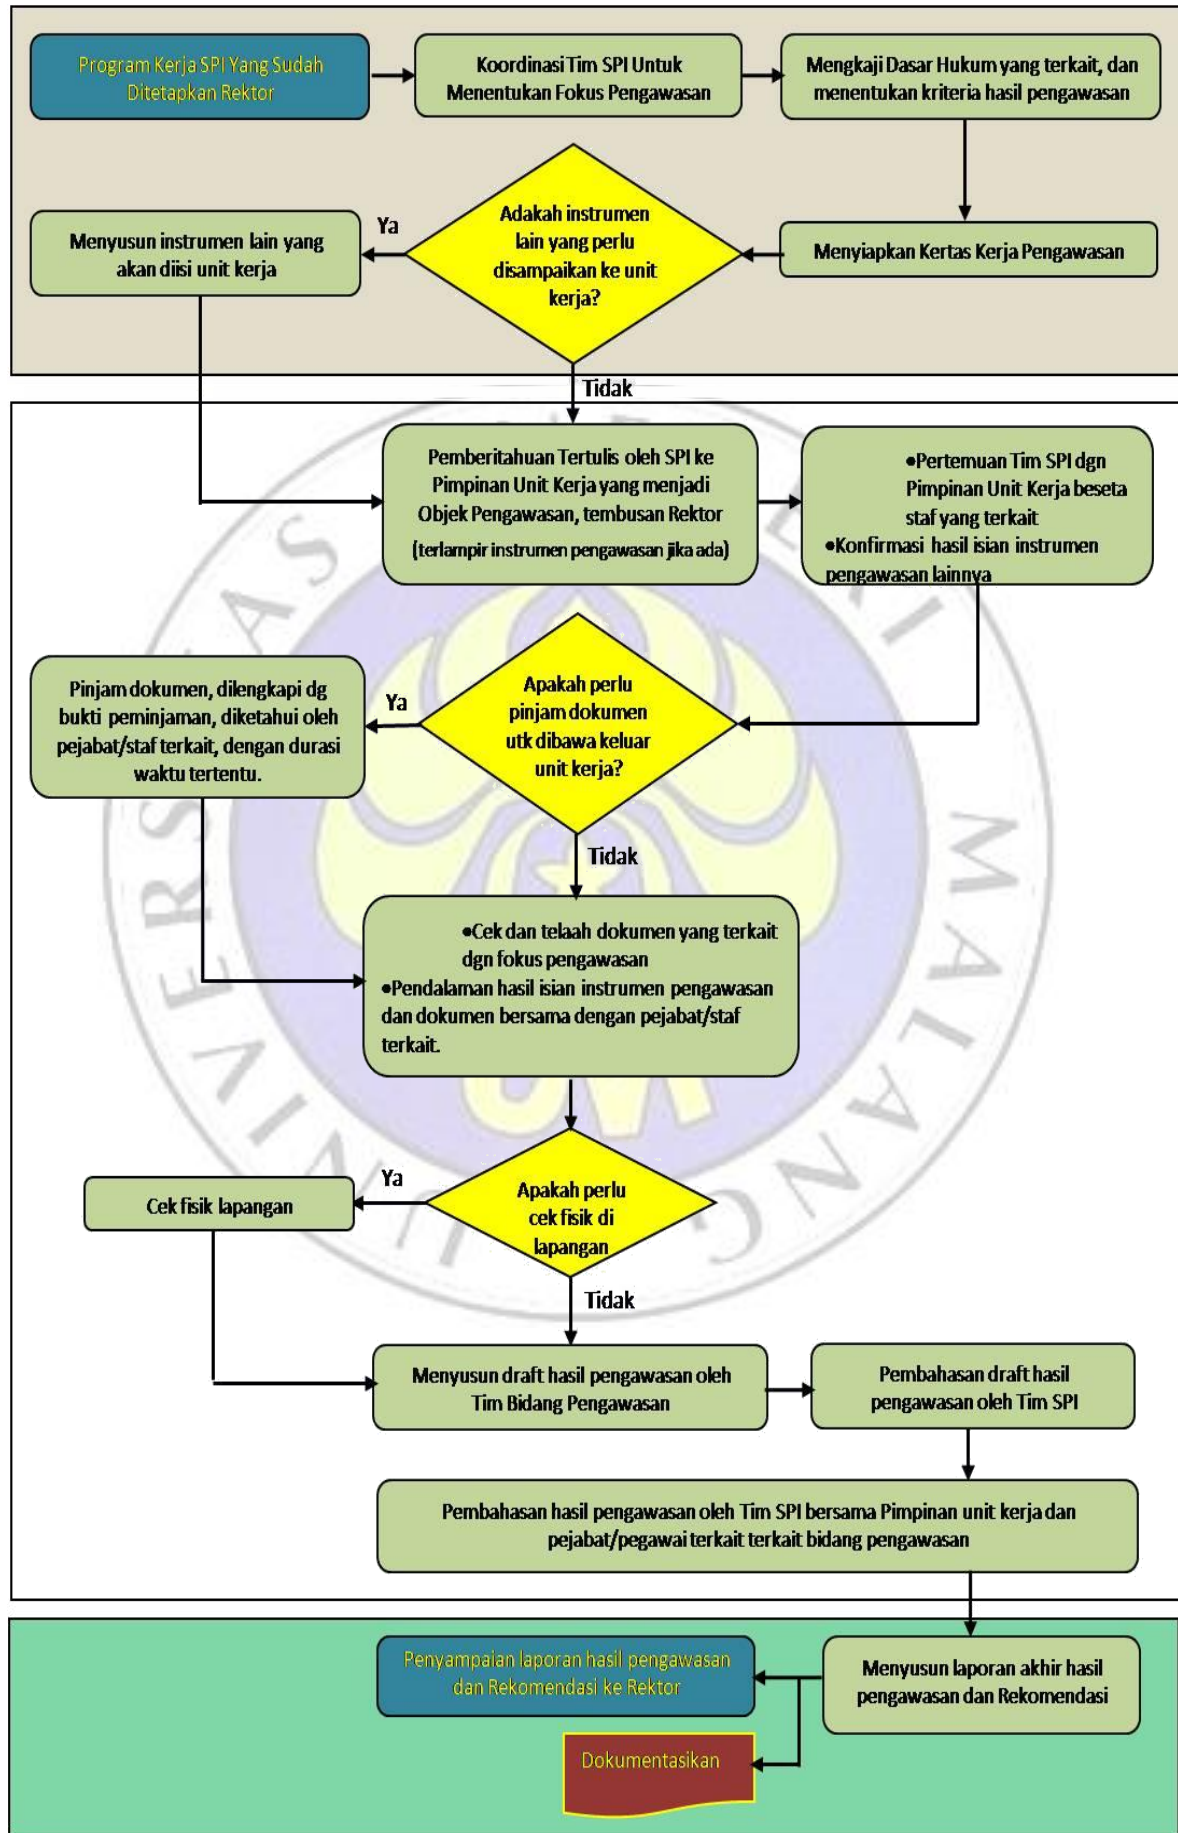 Program Kerja SPI Yang Sudah
Ditetapkan Rektor
Koordinasi Tim SPI Untuk
Menentukan Fokus Pengawasan
Mengkaji Dasar Hukum yang terkait, dan
menentukan kriteria hasil pengawasan
Menyiapkan Kertas Kerja Pengawasan
Adakah instrumen
lain yang perlu
disampaikan ke unit
kerja?
Ya
Menyusun instrumen lain yang
akan diisi unit kerja
Tidak
Pemberitahuan Tertulis oleh SPI ke
Pimpinan Unit Kerja yang menjadi
Objek Pengawasan, tembusan Rektor
(terlampir instrumen pengawasan jika ada)
•Pertemuan Tim SPI dgn
Pimpinan Unit Kerja beseta
staf yang terkait
•Konfirmasi hasil isian instrumen
pengawasan lainnya
Apakah perlu
pinjam dokumen
utk dibawa keluar
unit kerja?
Ya
Pinjam dokumen, dilengkapi dg
bukti peminjaman, diketahui oleh
pejabat/staf terkait, dengan durasi
waktu tertentu.
Tidak
•Cek dan telaah dokumen yang terkait
dgn fokus pengawasan
•Pendalaman hasil isian instrumen pengawasan
dan dokumen bersama dengan pejabat/staf
terkait.
Apakah perlu
cek fisik di
lapangan
Ya
Cek fisik lapangan
Tidak
Menyusun draft hasil pengawasan oleh
Tim Bidang Pengawasan
Pembahasan draft hasil
pengawasan oleh Tim SPI
Pembahasan hasil pengawasan oleh Tim SPI bersama Pimpinan unit kerja dan
pejabat/pegawai terkait terkait bidang pengawasan
Menyusun laporan akhir hasil
pengawasan dan Rekomendasi
Penyampaian laporan hasil pengawasan
dan Rekomendasi ke Rektor
Dokumentasikan
MALANG